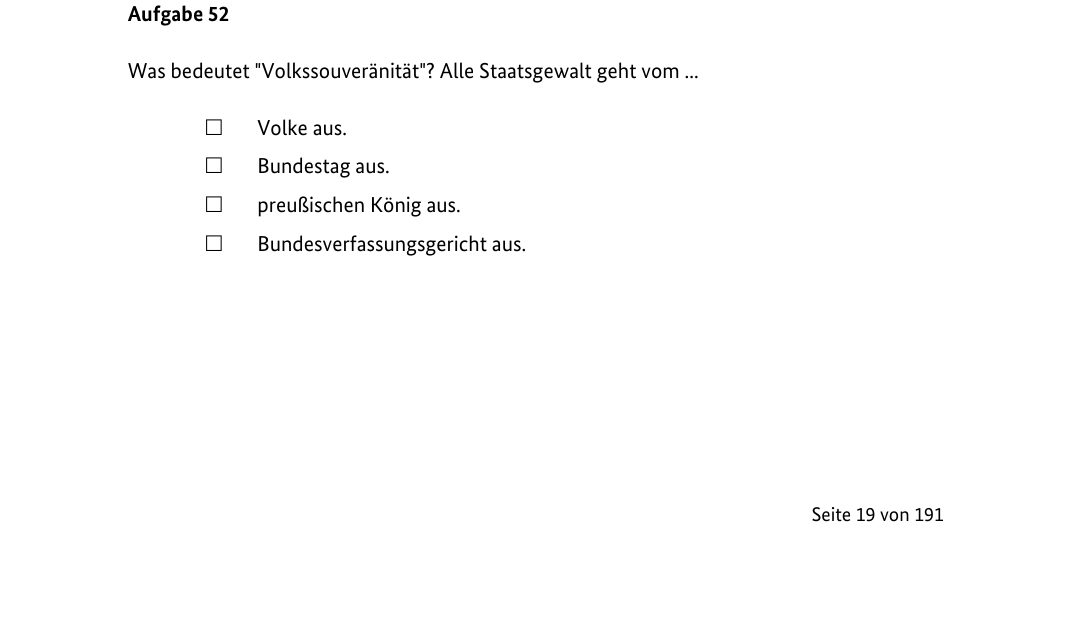 Aufgabe 52
Was bedeutet "Volkssouveränität"? Alle Staatsgewalt geht vom ...
☐ Volke aus.
☐ Bundestag aus.
☐ preußischen König aus.
☐ Bundesverfassungsgericht aus.
Seite 19 von 191